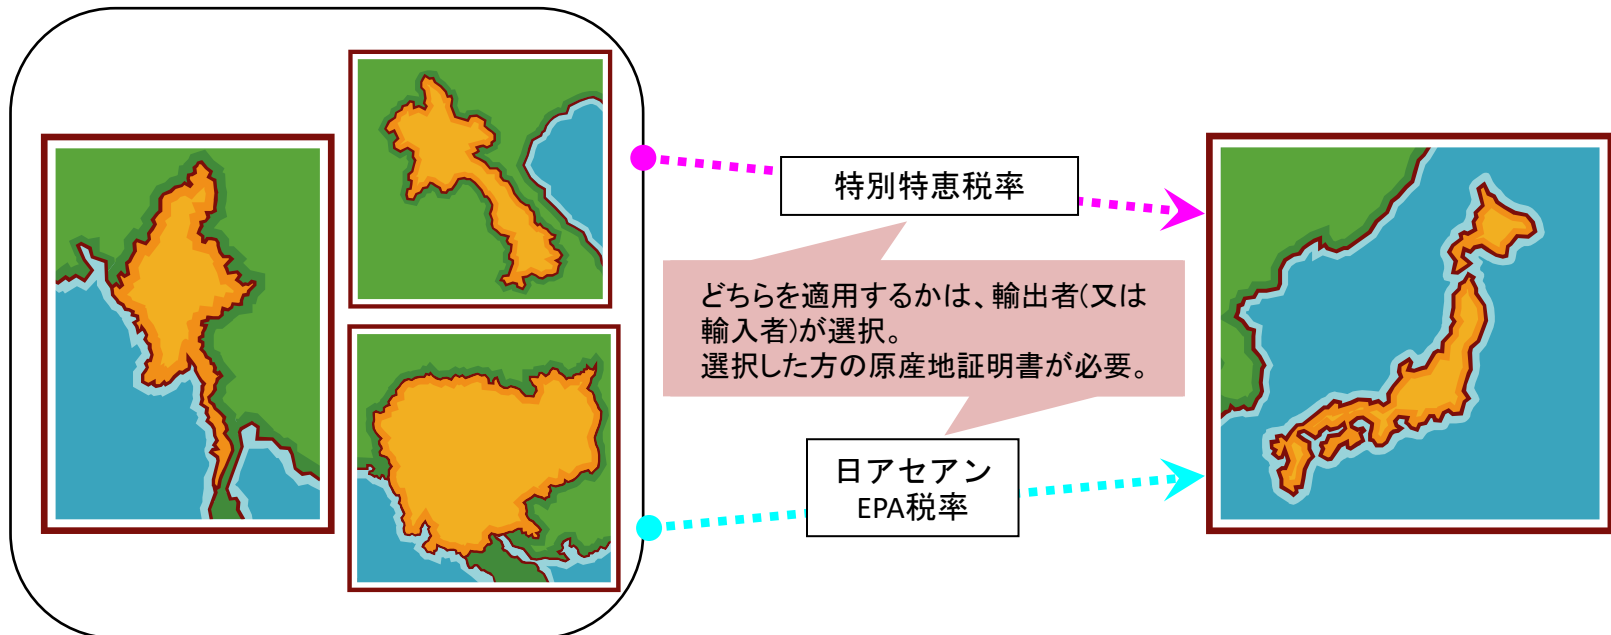 特別特恵税率
どちらを適用するかは、輸出者(又は
輸入者)が選択。
選択した方の原産地証明書が必要。
日アセアン
EPA税率